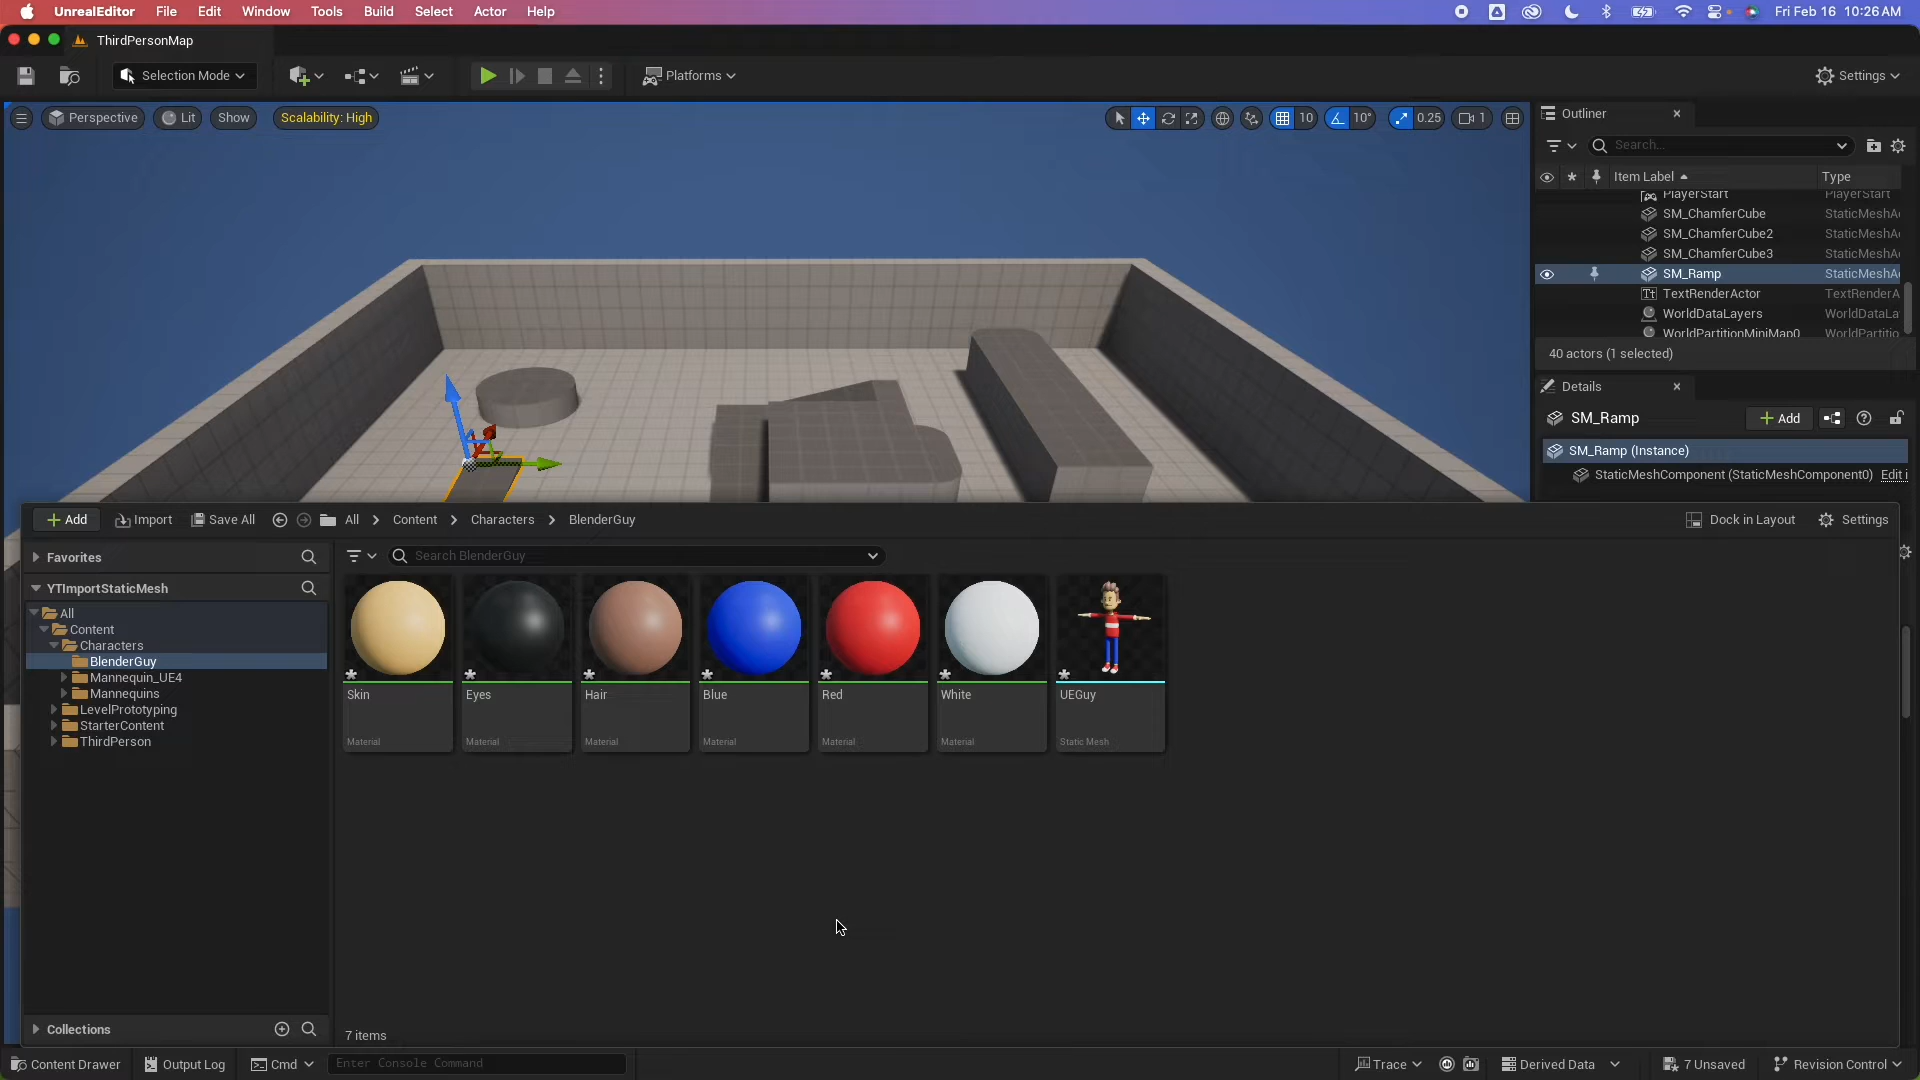 UnrealEditor File Edit Window Tools Build Select Actor Help Fri Feb 16 10:26 AM
ThirdPersonMap
Selection Mode Platforms Settings
Perspective Lit Show Scalability: High 10 10° 0.25 1
Outliner
Search...
Item Label Type
PlayerStart PlayerStart
SM_ChamferCube StaticMeshA
SM_ChamferCube2 StaticMeshA
SM_ChamferCube3 StaticMeshA
SM_Ramp StaticMeshA
TextRenderActor TextRenderA
WorldDataLayers WorldDataLa
WorldPartitionMiniMap0 WorldPartitio
40 actors (1 selected)
Details
SM_Ramp Add
SM_Ramp (Instance)
StaticMeshComponent (StaticMeshComponent0) Edit i
Add Import Save All All Content Characters BlenderGuy Dock in Layout Settings
Favorites
Search BlenderGuy
YTImportStaticMesh
All
Content
Characters
BlenderGuy
Mannequin_UE4
Mannequins
LevelPrototyping
StarterContent
ThirdPerson
Skin Eyes Hair Blue Red White UEGuy
Material Material Material Material Material Material Static Mesh
Collections
7 items
Content Drawer Output Log Cmd Enter Console Command Trace Derived Data 7 Unsaved Revision Control